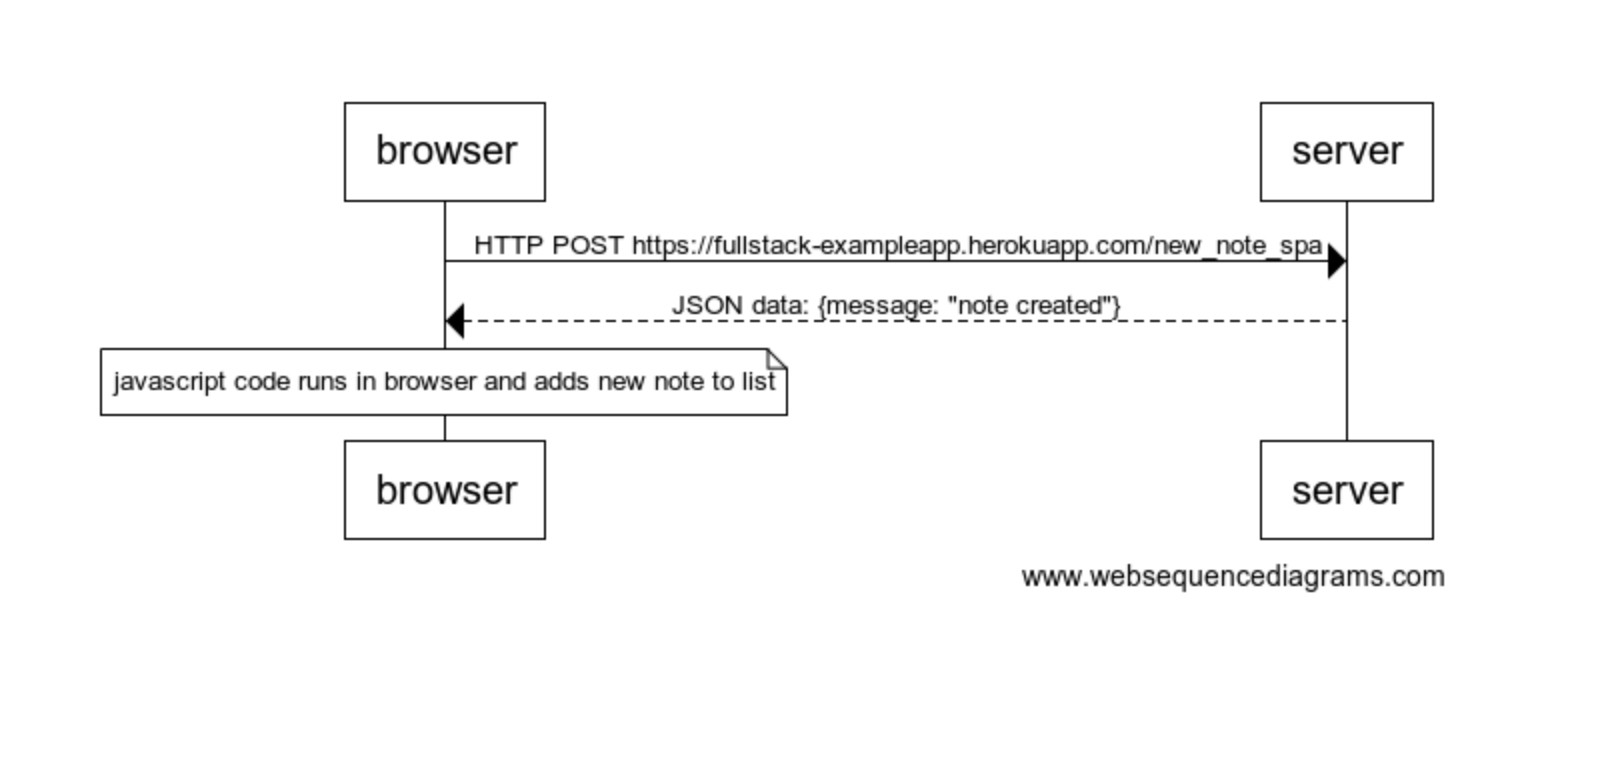 browser
server
HTTP POST https://fullstack-exampleapp.herokuapp.com/new_note_spa
JSON data: {message: "note created"}
javascript code runs in browser and adds new note to list
browser
server
www.websequencediagrams.com